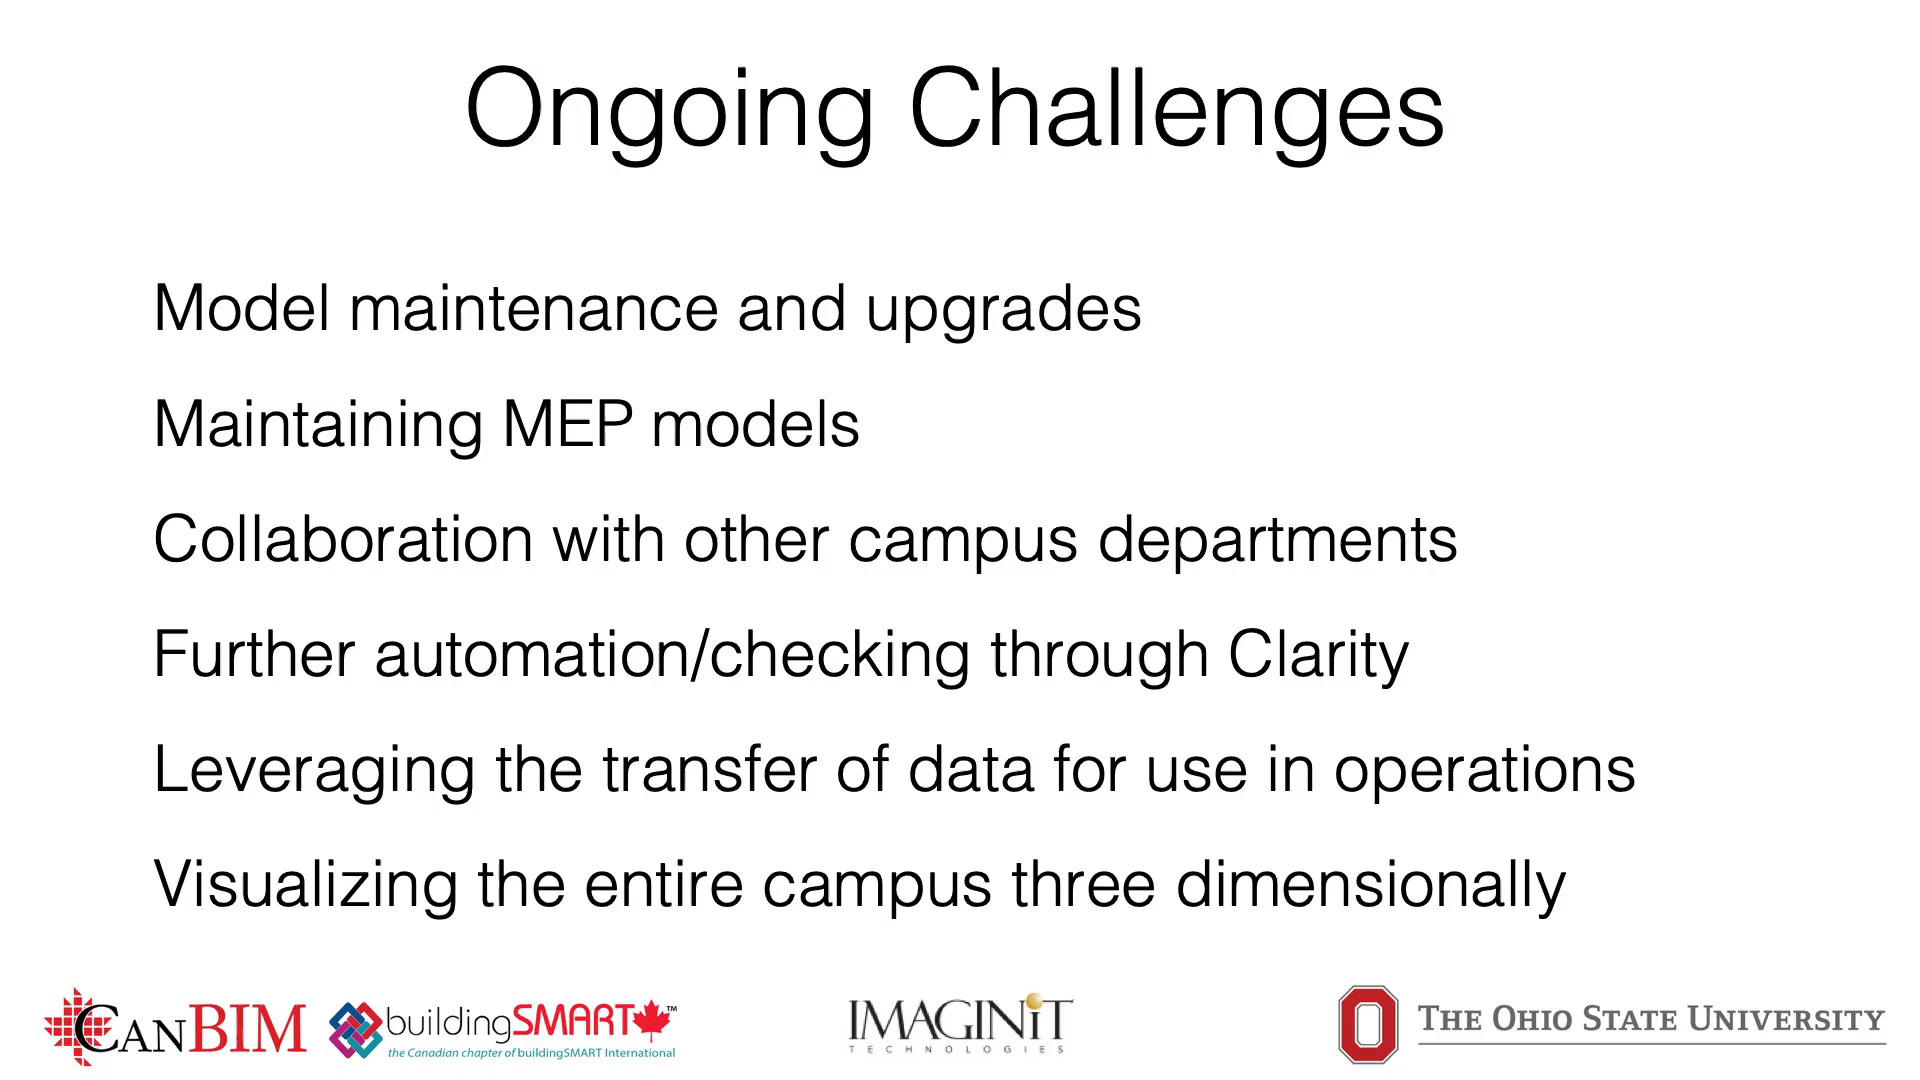 Ongoing Challenges
Model maintenance and upgrades
Maintaining MEP models
Collaboration with other campus departments
Further automation/checking through Clarity
Leveraging the transfer of data for use in operations
Visualizing the entire campus three dimensionally
CANBIM
buildingSMART™
the Canadian chapter of buildingSMART International
IMAGINiT
TECHNOLOGIES
THE OHIO STATE UNIVERSITY